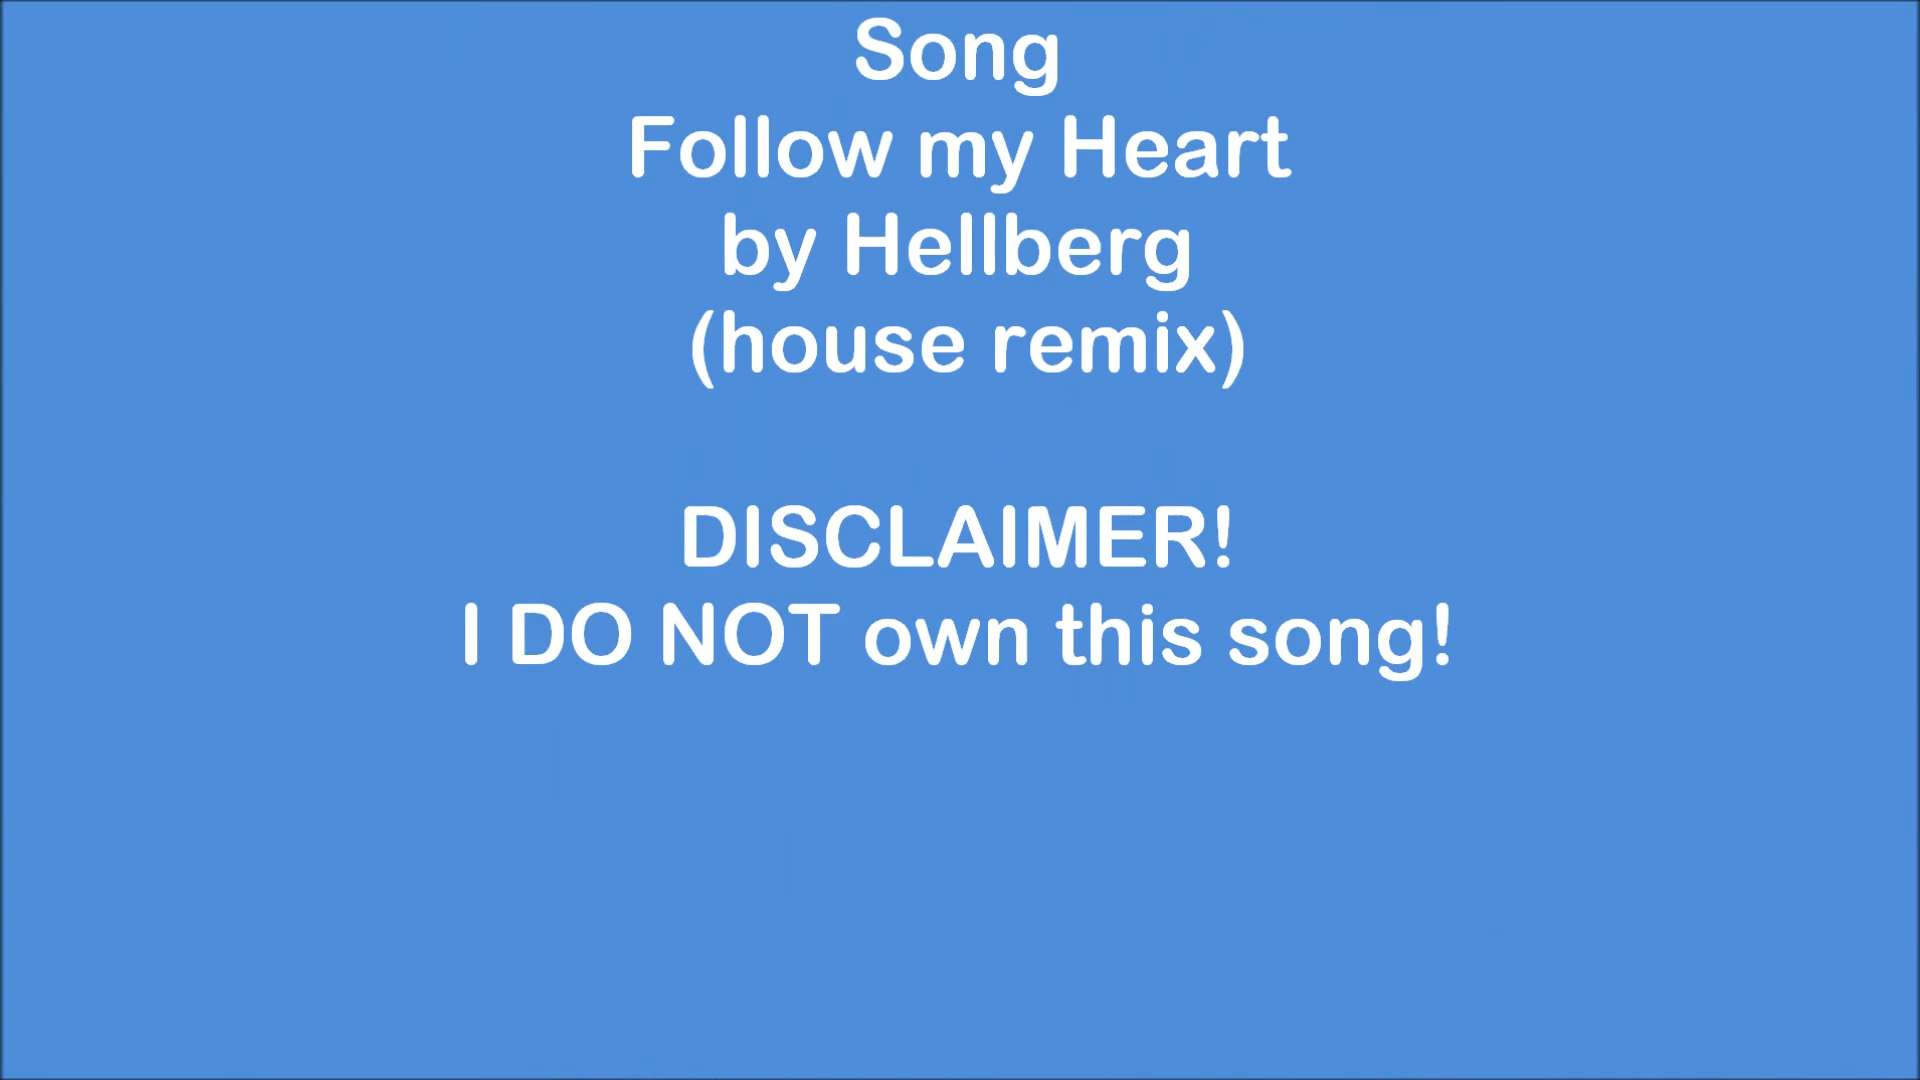 Song
Follow my Heart
by Hellberg
(house remix)
DISCLAIMER!
I DO NOT own this song!